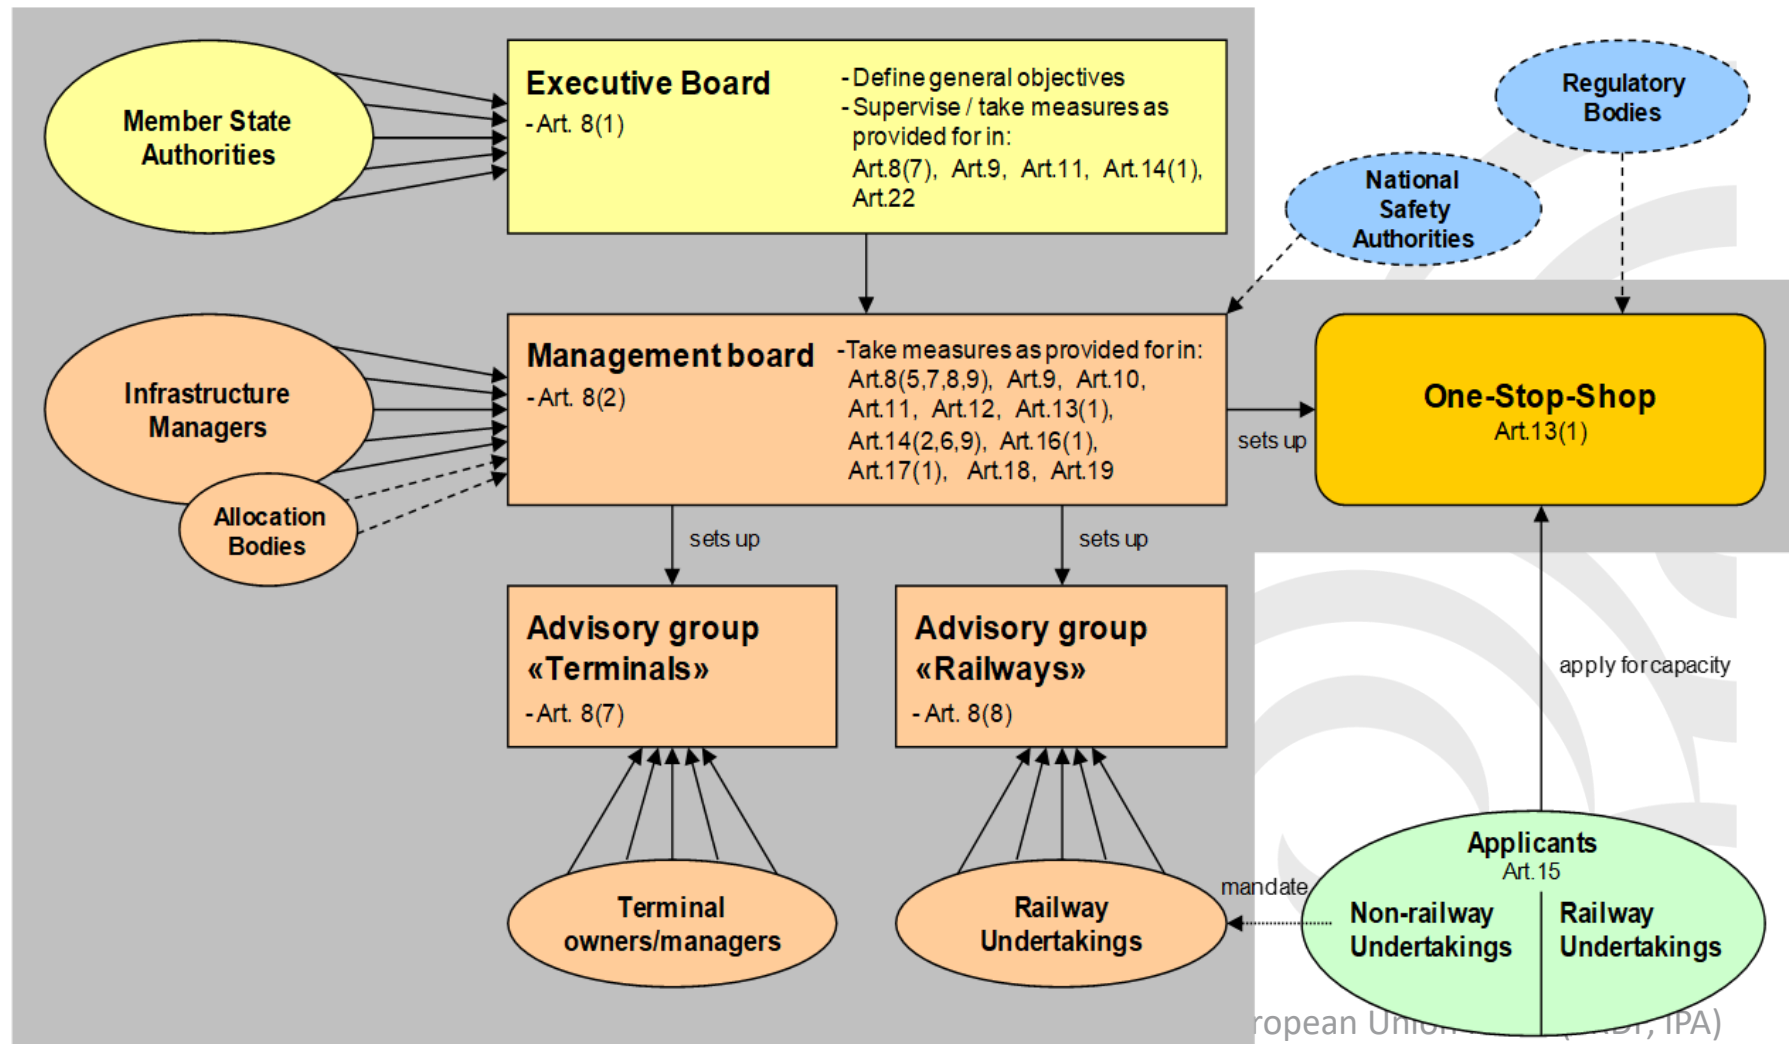 Member State
Authorities
Executive Board
- Art. 8(1)
- Define general objectives
- Supervise / take measures as
provided for in:
Art.8(7), Art.9, Art.11, Art.14(1),
Art.22
Regulatory
Bodies
National
Safety
Authorities
Infrastructure
Managers
Allocation
Bodies
Management board
- Art. 8(2)
-Take measures as provided for in:
Art.8(5,7,8,9), Art.9, Art.10,
Art.11, Art.12, Art.13(1),
Art.14(2,6,9), Art.16(1),
Art.17(1), Art.18, Art.19
sets up
One-Stop-Shop
Art.13(1)
sets up
sets up
Advisory group
«Terminals»
- Art. 8(7)
Advisory group
«Railways»
- Art. 8(8)
apply for capacity
Terminal
owners/managers
Railway
Undertakings
mandate
Applicants
Art.15
Non-railway
Undertakings
Railway
Undertakings
ropean Union IPA)